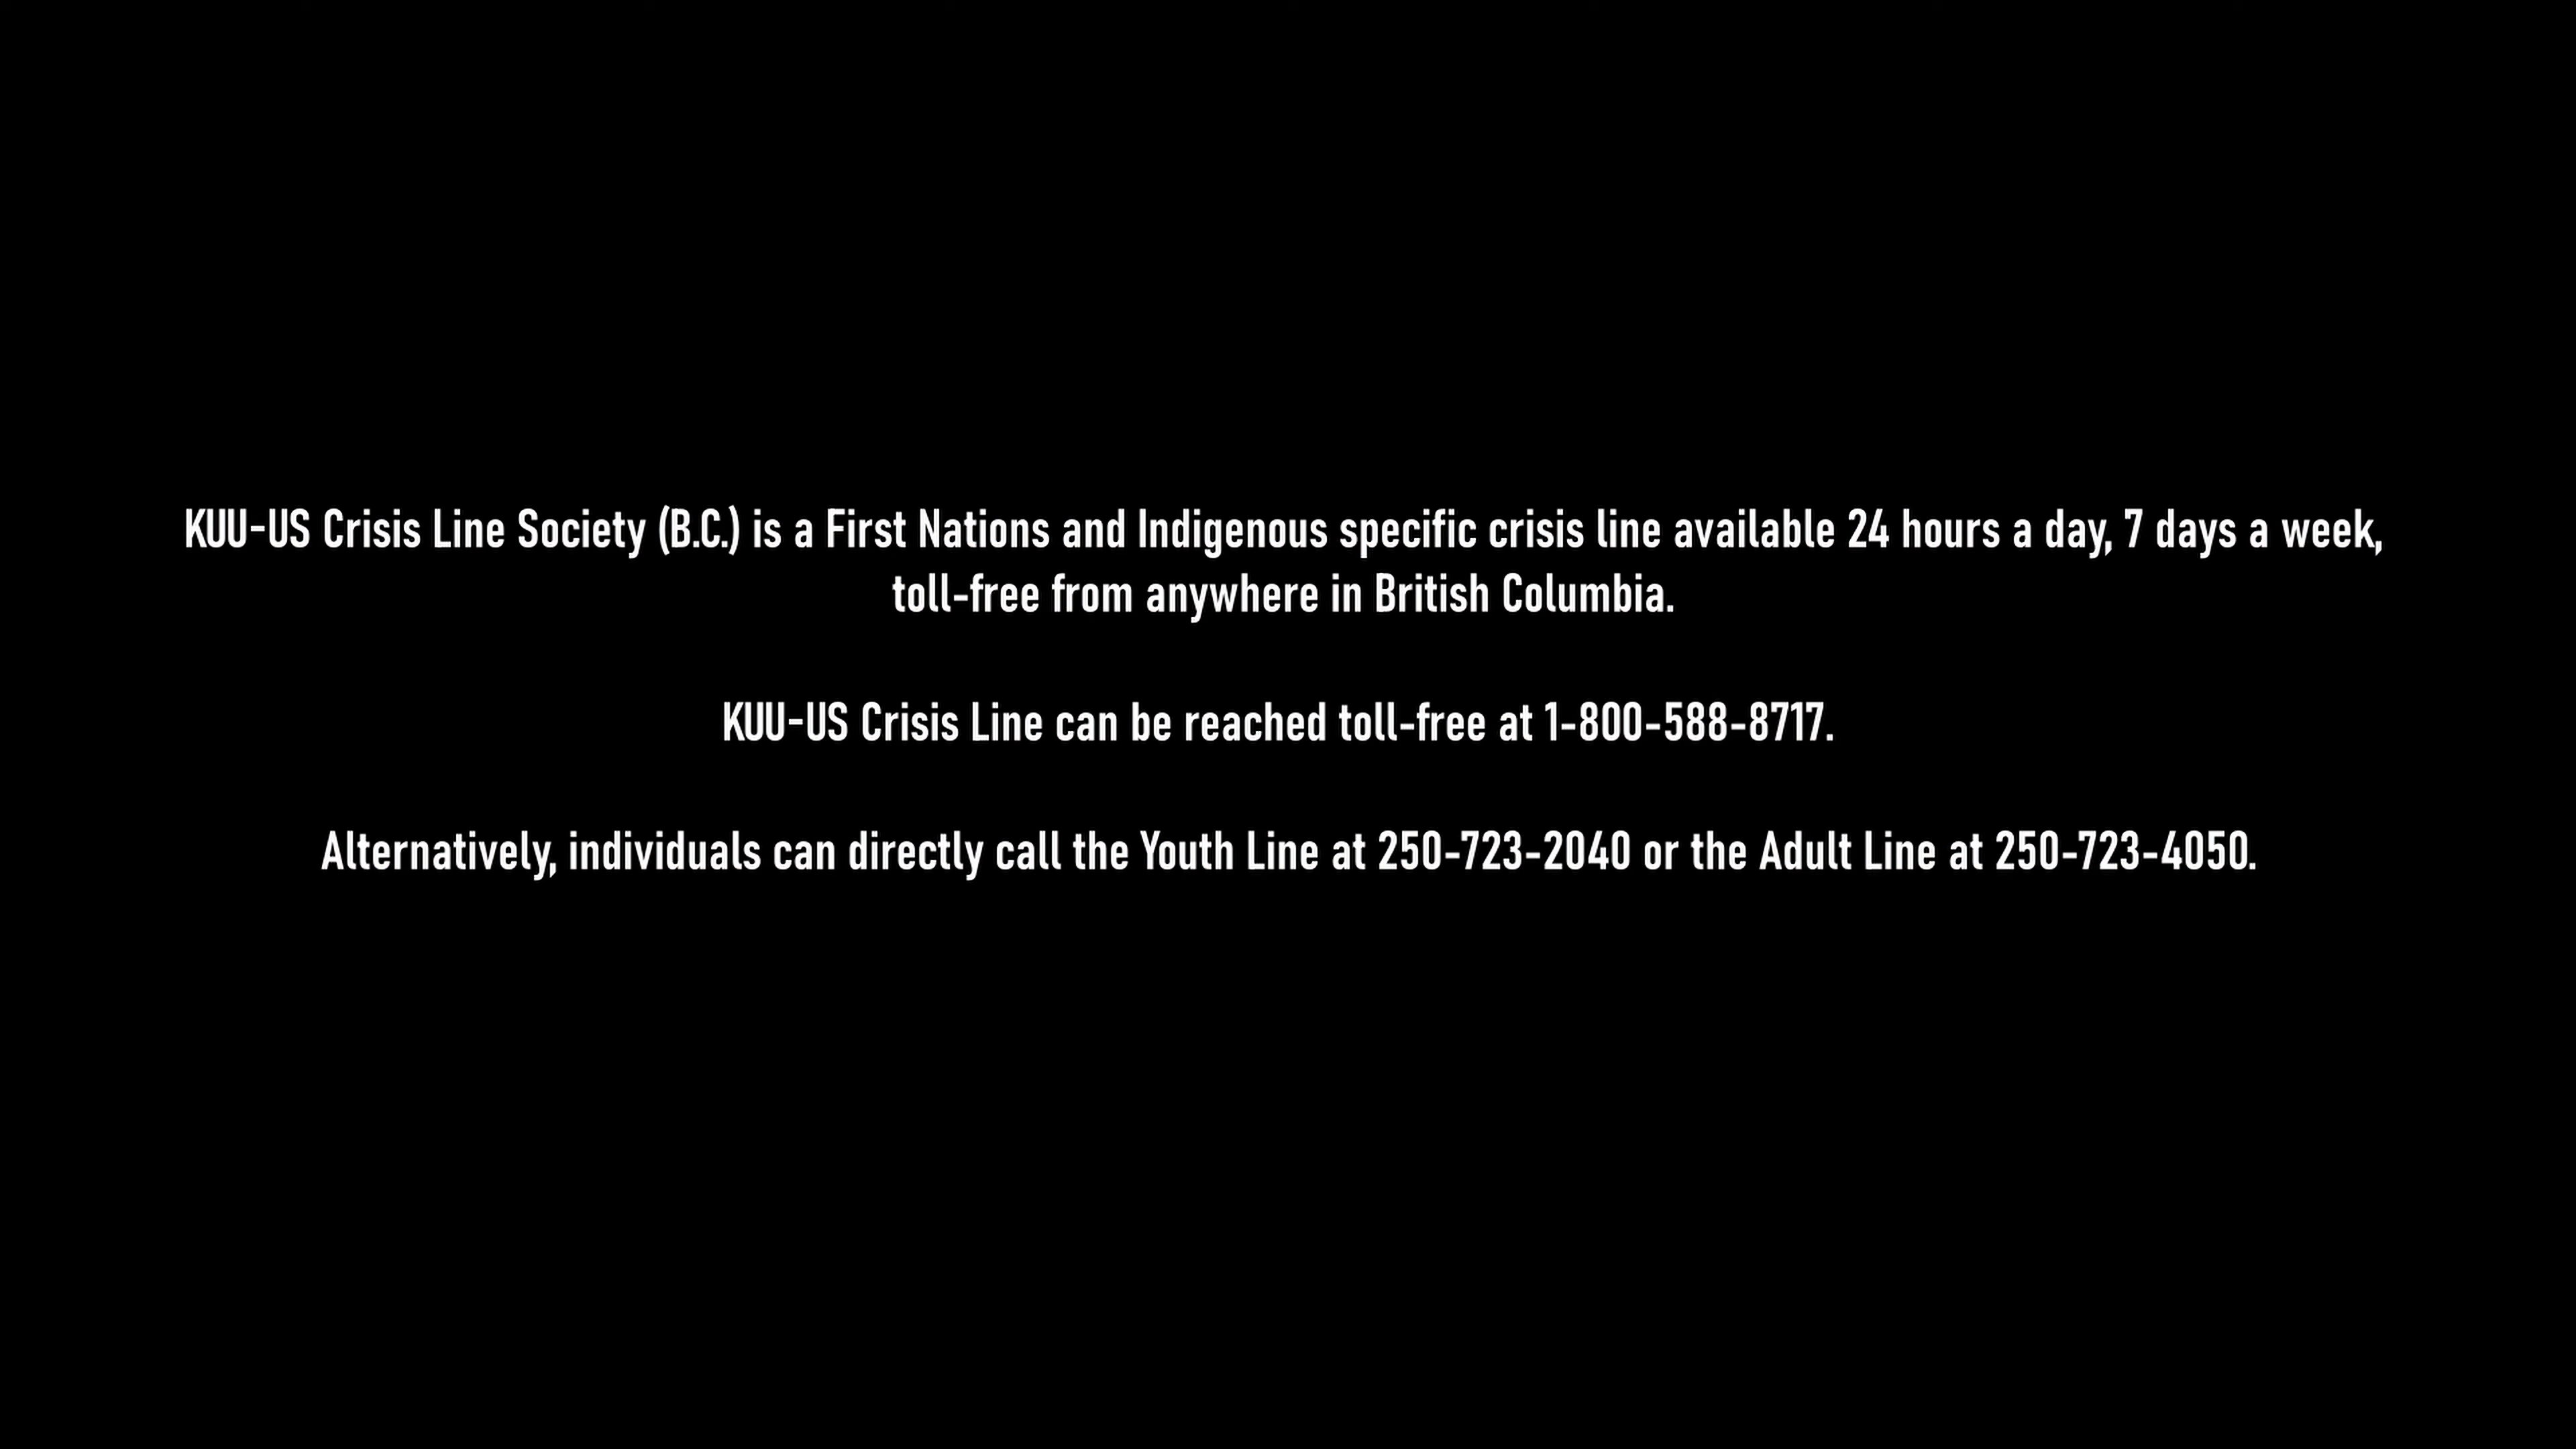 KUU-US Crisis Line Society (B.C.) is a First Nations and Indigenous specific crisis line available 24 hours a day, 7 days a week,
toll-free from anywhere in British Columbia.
KUU-US Crisis Line can be reached toll-free at 1-800-588-8717.
Alternatively, individuals can directly call the Youth Line at 250-723-2040 or the Adult Line at 250-723-4050.